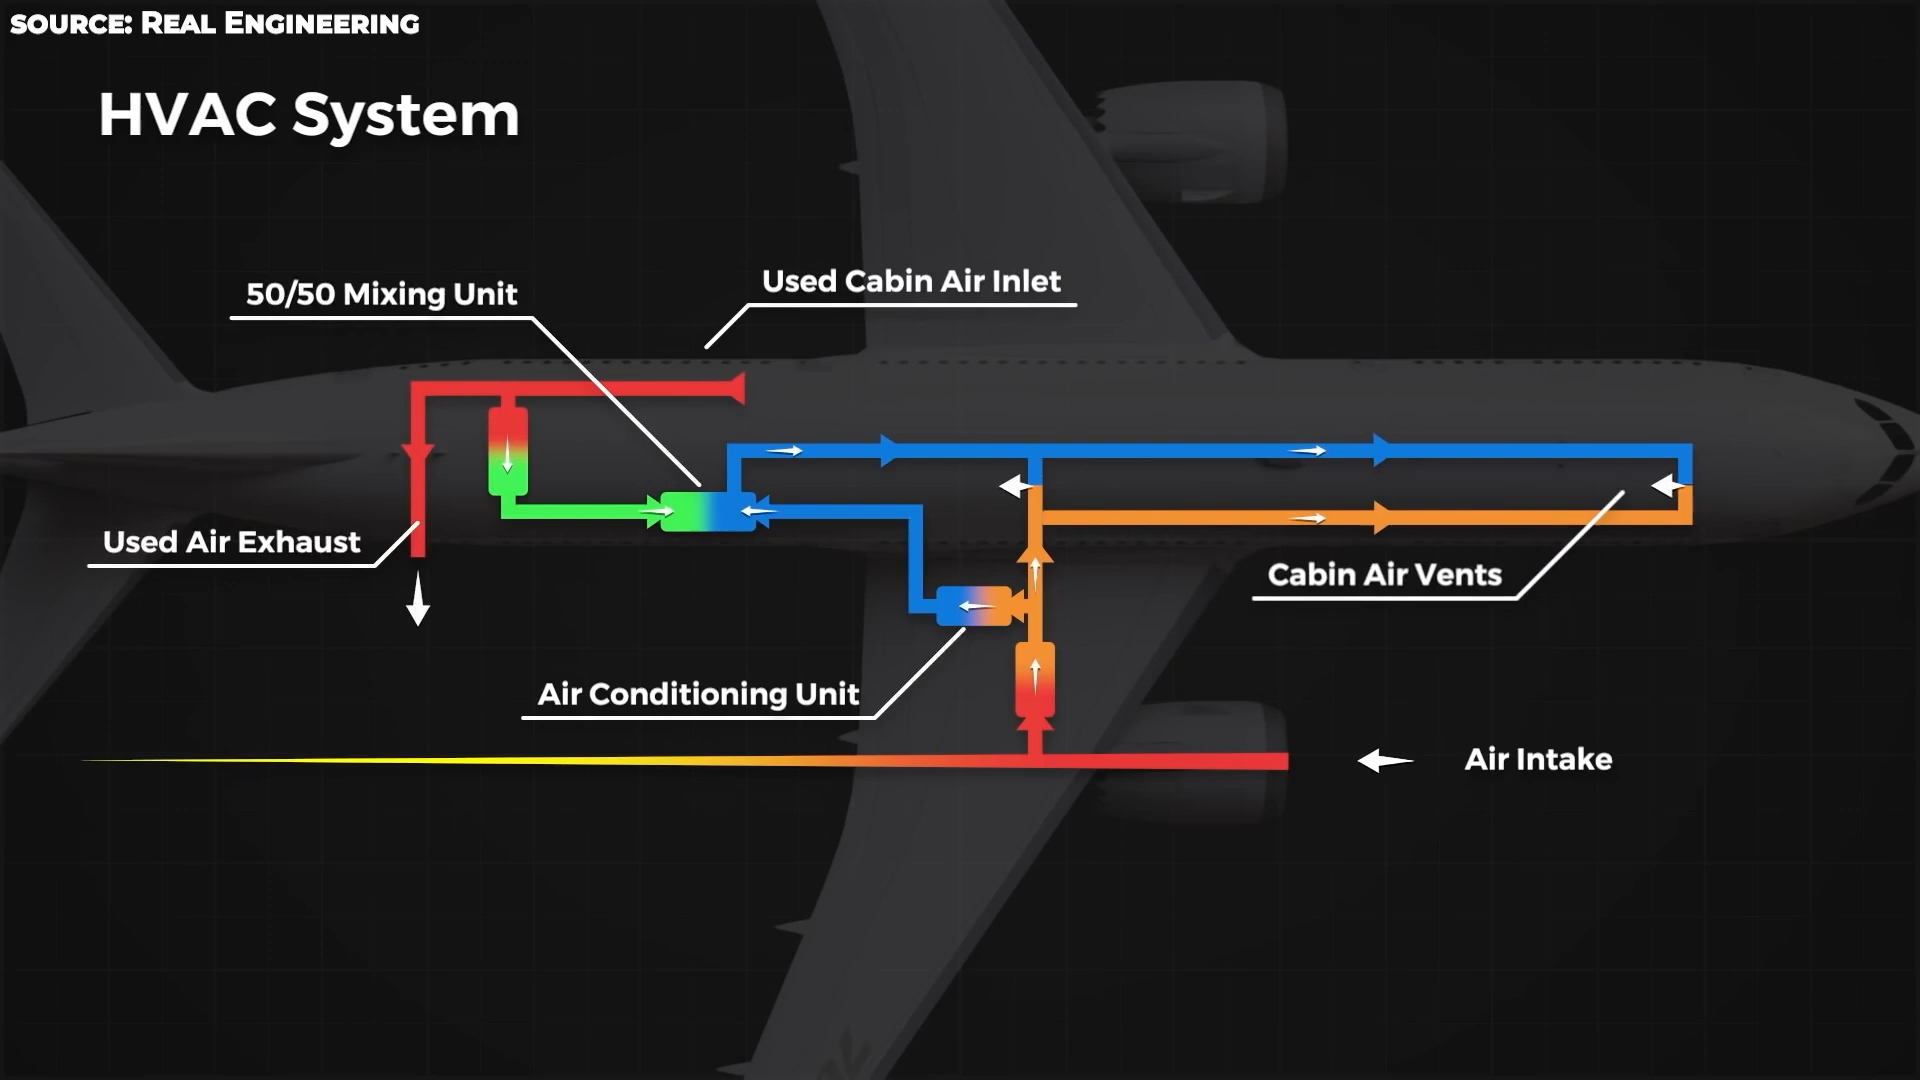 SOURCE: REAL ENGINEERING
HVAC System
50/50 Mixing Unit
Used Cabin Air Inlet
Used Air Exhaust
Cabin Air Vents
Air Conditioning Unit
Air Intake